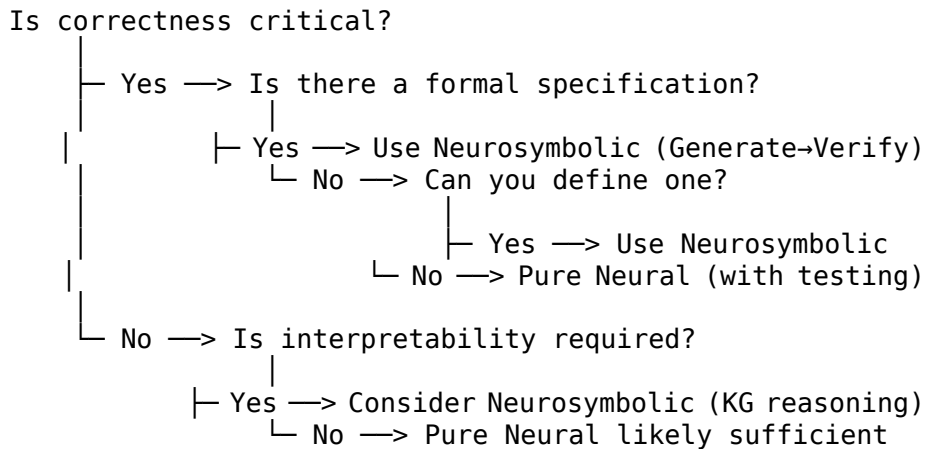 Is correctness critical?
│
├─ Yes ──> Is there a formal specification?
│ │
│ ├─ Yes ──> Use Neurosymbolic (Generate→Verify)
│ └─ No ──> Can you define one?
│ │
│ ├─ Yes ──> Use Neurosymbolic
│ └─ No ──> Pure Neural (with testing)
│
└─ No ──> Is interpretability required?
│
├─ Yes ──> Consider Neurosymbolic (KG reasoning)
└─ No ──> Pure Neural likely sufficient